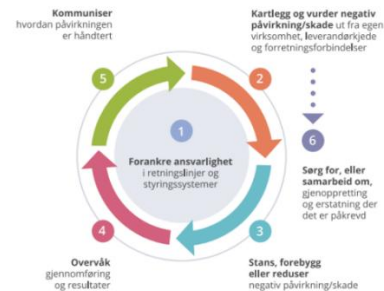 Kommuniser
hvordan påvirkningen
er håndtert
5
Kartlegg og vurder negativ
påvirkning/skade ut fra egen
virksomhet, leverandørkjede
og forretningsforbindelser
2
1
Forankre ansvarlighet
i retningslinjer og
styringssystemer
6
Sørg for, eller
samarbeid om,
gjenoppretting
og erstatning der
det er påkrevd
4
Overvåk
gjennomføring
og resultater
3
Stans, forebygg
eller reduser
negativ påvirkning/skade